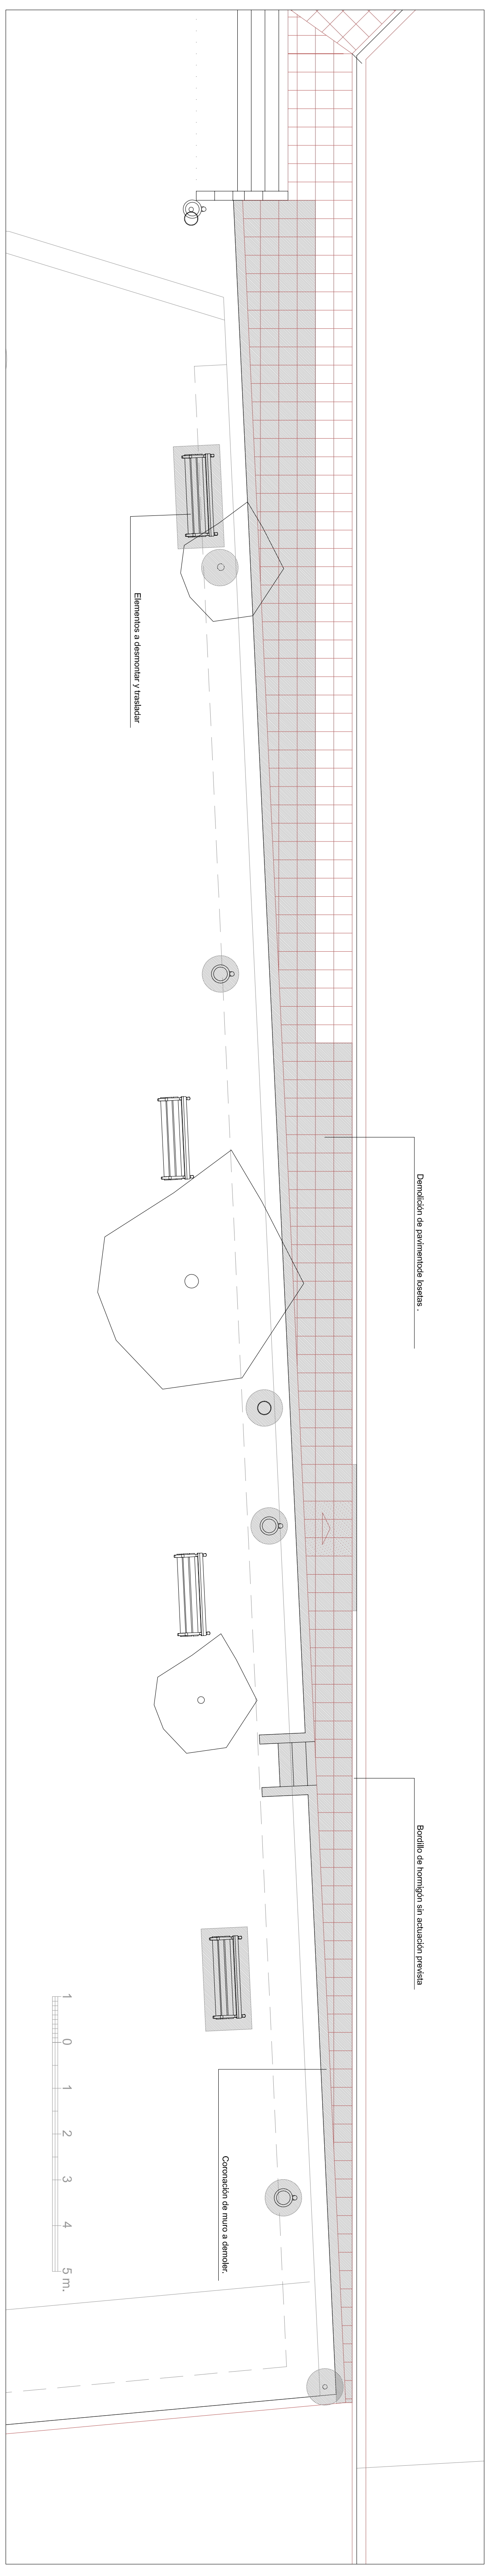 Elementos a desmontar y trasladar
Demolición de pavimentode losetas .
Bordillo de hormigón sin actuación prevista
Coronación de muro a demoler.
1 0 1 2 3 4 5 m.